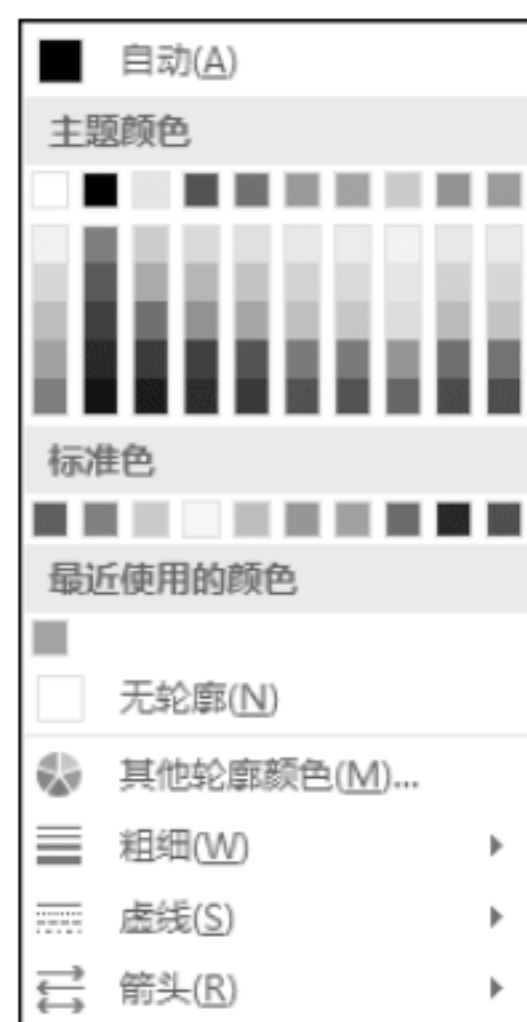 自动(A)
主题颜色
标准色
最近使用的颜色
无轮廓(N)
其他轮廓颜色(M)...
粗细(W)
虚线(S)
箭头(R)